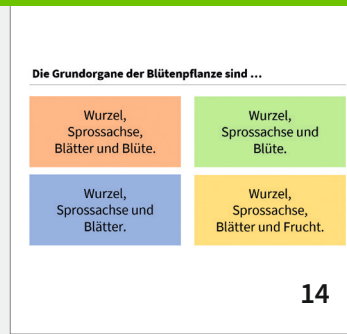 Die Grundorgane der Blütenpflanze sind ...
Wurzel,
Sprossachse,
Blätter und Blüte.
Wurzel,
Sprossachse und
Blüte.
Wurzel,
Sprossachse und
Blätter.
Wurzel,
Sprossachse,
Blätter und Frucht.
14